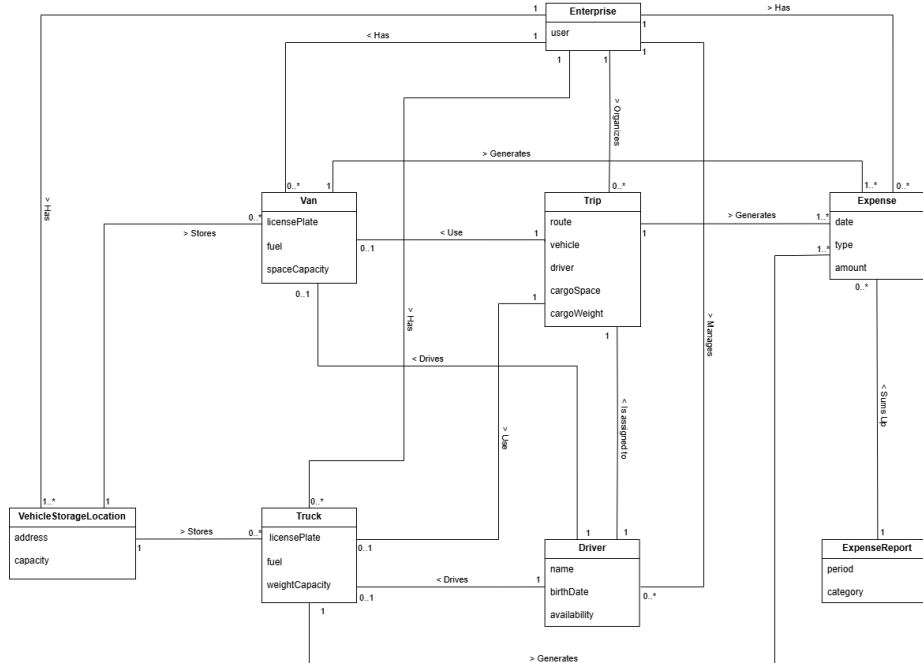 Enterprise
user
1
1
1
1
1
1
1
> Has
< Has
> Has
> Organizes
> Generates
0..*
1
0..*
1..*
0..*
Van
licensePlate
fuel
spaceCapacity
Trip
route
vehicle
driver
cargoSpace
cargoWeight
Expense
date
type
amount
> Has
0..*
> Stores
< Use
0..1
1
1
> Generates
1..*
1..*
0..1
1
1
0..*
> Has
> Manages
< Drives
< Is assigned to
> Use
< Sums Up
1..*
1
0..*
1
1
1
VehicleStorageLocation
address
capacity
> Stores
1
0..*
Truck
licensePlate
fuel
weightCapacity
0..1
< Drives
0..1
1
Driver
name
birthDate
availability
0..*
ExpenseReport
period
category
1
> Generates